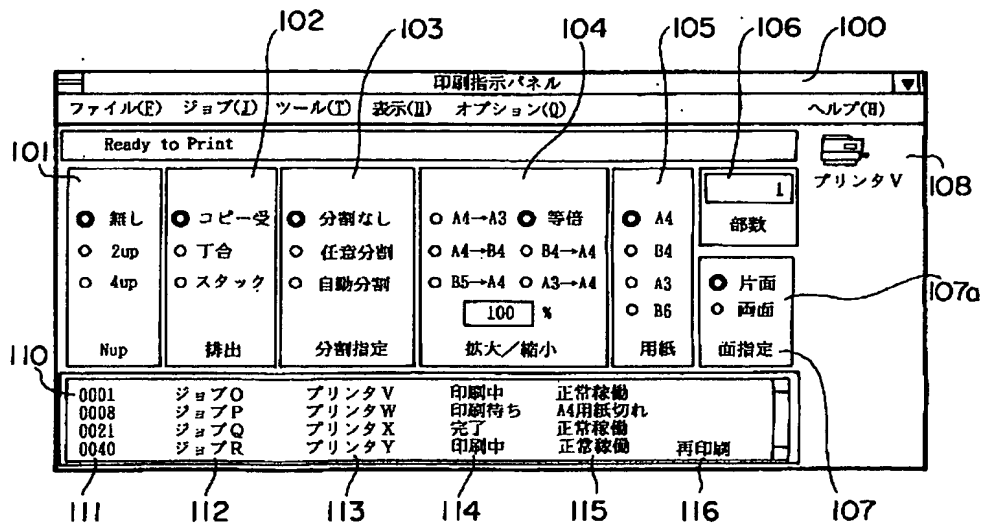 102 103 104 105 106 100
印刷指示パネル
ファイル(F) ジョブ(J) ツール(T) 表示(H) オプション(Q) ヘルプ(H)
101 Ready to Print
プリンタV 108
無し コピー受 分割なし A4→A3 等倍 A4 1
2up 丁合 任意分割 A4→B4 B4→A4 B4 部数
4up スタック 自動分割 B5→A4 A3→A4 A3 片面 107a
100 % B6 両面
Nup 排出 分割指定 拡大/縮小 用紙 面指定
110
0001 ジョブO プリンタV 印刷中 正常稼働
0008 ジョブP プリンタW 印刷待ち A4用紙切れ
0021 ジョブQ プリンタX 完了 正常稼働
0040 ジョブR プリンタY 印刷中 正常稼働 再印刷
111 112 113 114 115 116 107